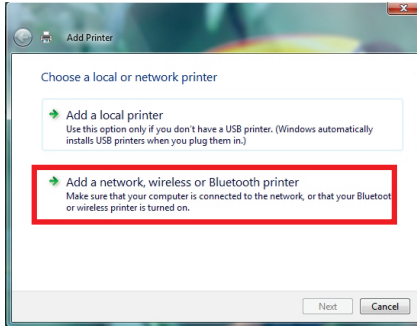 Add Printer
Choose a local or network printer
Add a local printer
Use this option only if you don't have a USB printer. (Windows automatically
installs USB printers when you plug them in.)
Add a network, wireless or Bluetooth printer
Make sure that your computer is connected to the network, or that your Bluetoot
or wireless printer is turned on.
Next
Cancel